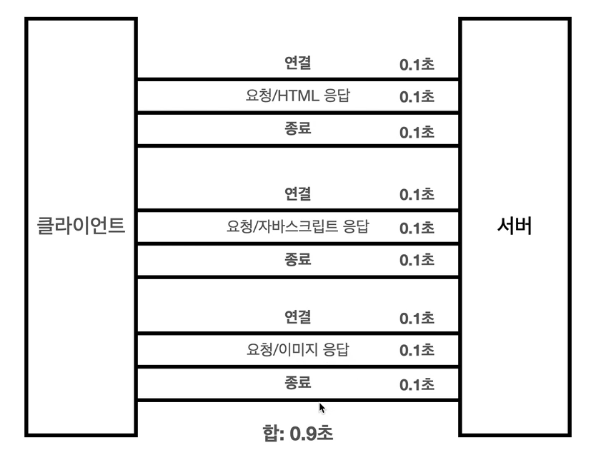 연결 0.1초
요청/HTML 응답 0.1초
종료 0.1초
연결 0.1초
클라이언트 요청/자바스크립트 응답 0.1초 서버
종료 0.1초
연결 0.1초
요청/이미지 응답 0.1초
종료 0.1초
합: 0.9초